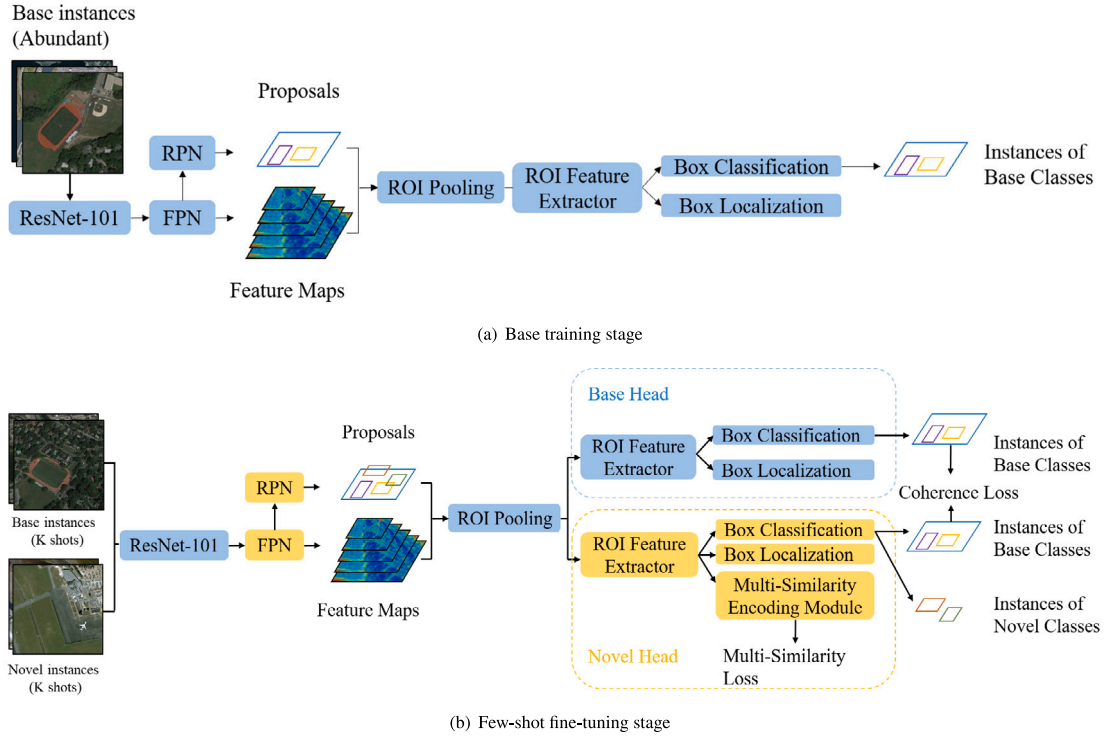 Base instances
(Abundant)
Proposals
RPN
ResNet-101
FPN
Feature Maps
ROI Pooling
ROI Feature
Extractor
Box Classification
Box Localization
Instances of
Base Classes
(a) Base training stage
Base instances
(K shots)
Novel instances
(K shots)
ResNet-101
Proposals
RPN
FPN
Feature Maps
ROI Pooling
Base Head
ROI Feature
Extractor
Box Classification
Box Localization
Instances of
Base Classes
Coherence Loss
ROI Feature
Extractor
Box Classification
Box Localization
Multi-Similarity
Encoding Module
Novel Head
Multi-Similarity
Loss
Instances of
Base Classes
Instances of
Novel Classes
(b) Few-shot fine-tuning stage